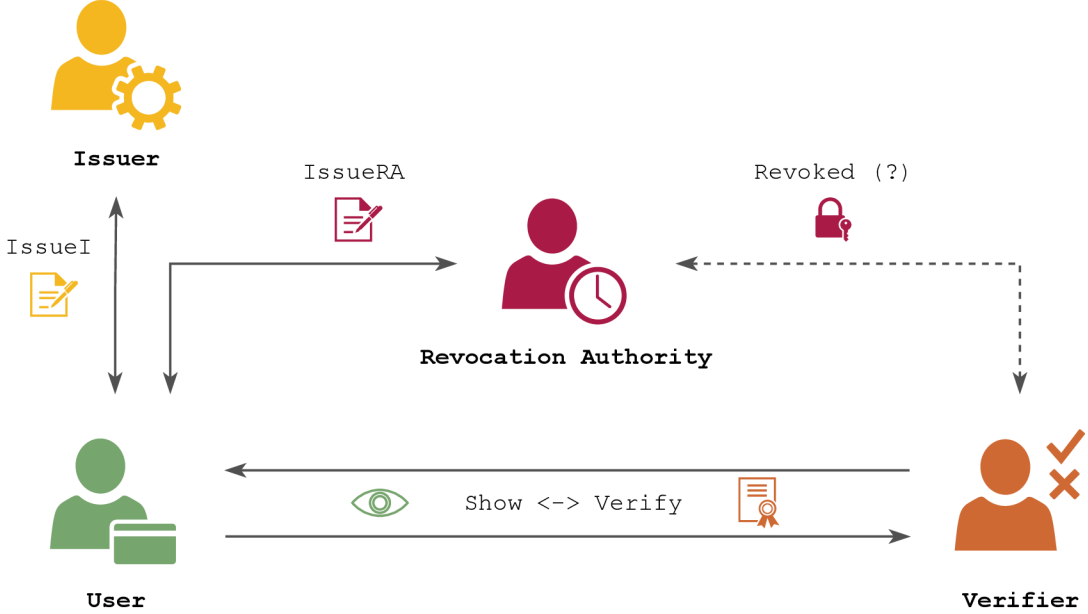 Issuer
IssueRA
Revoked (?)
IssueI
Revocation Authority
Show <-> Verify
User
Verifier